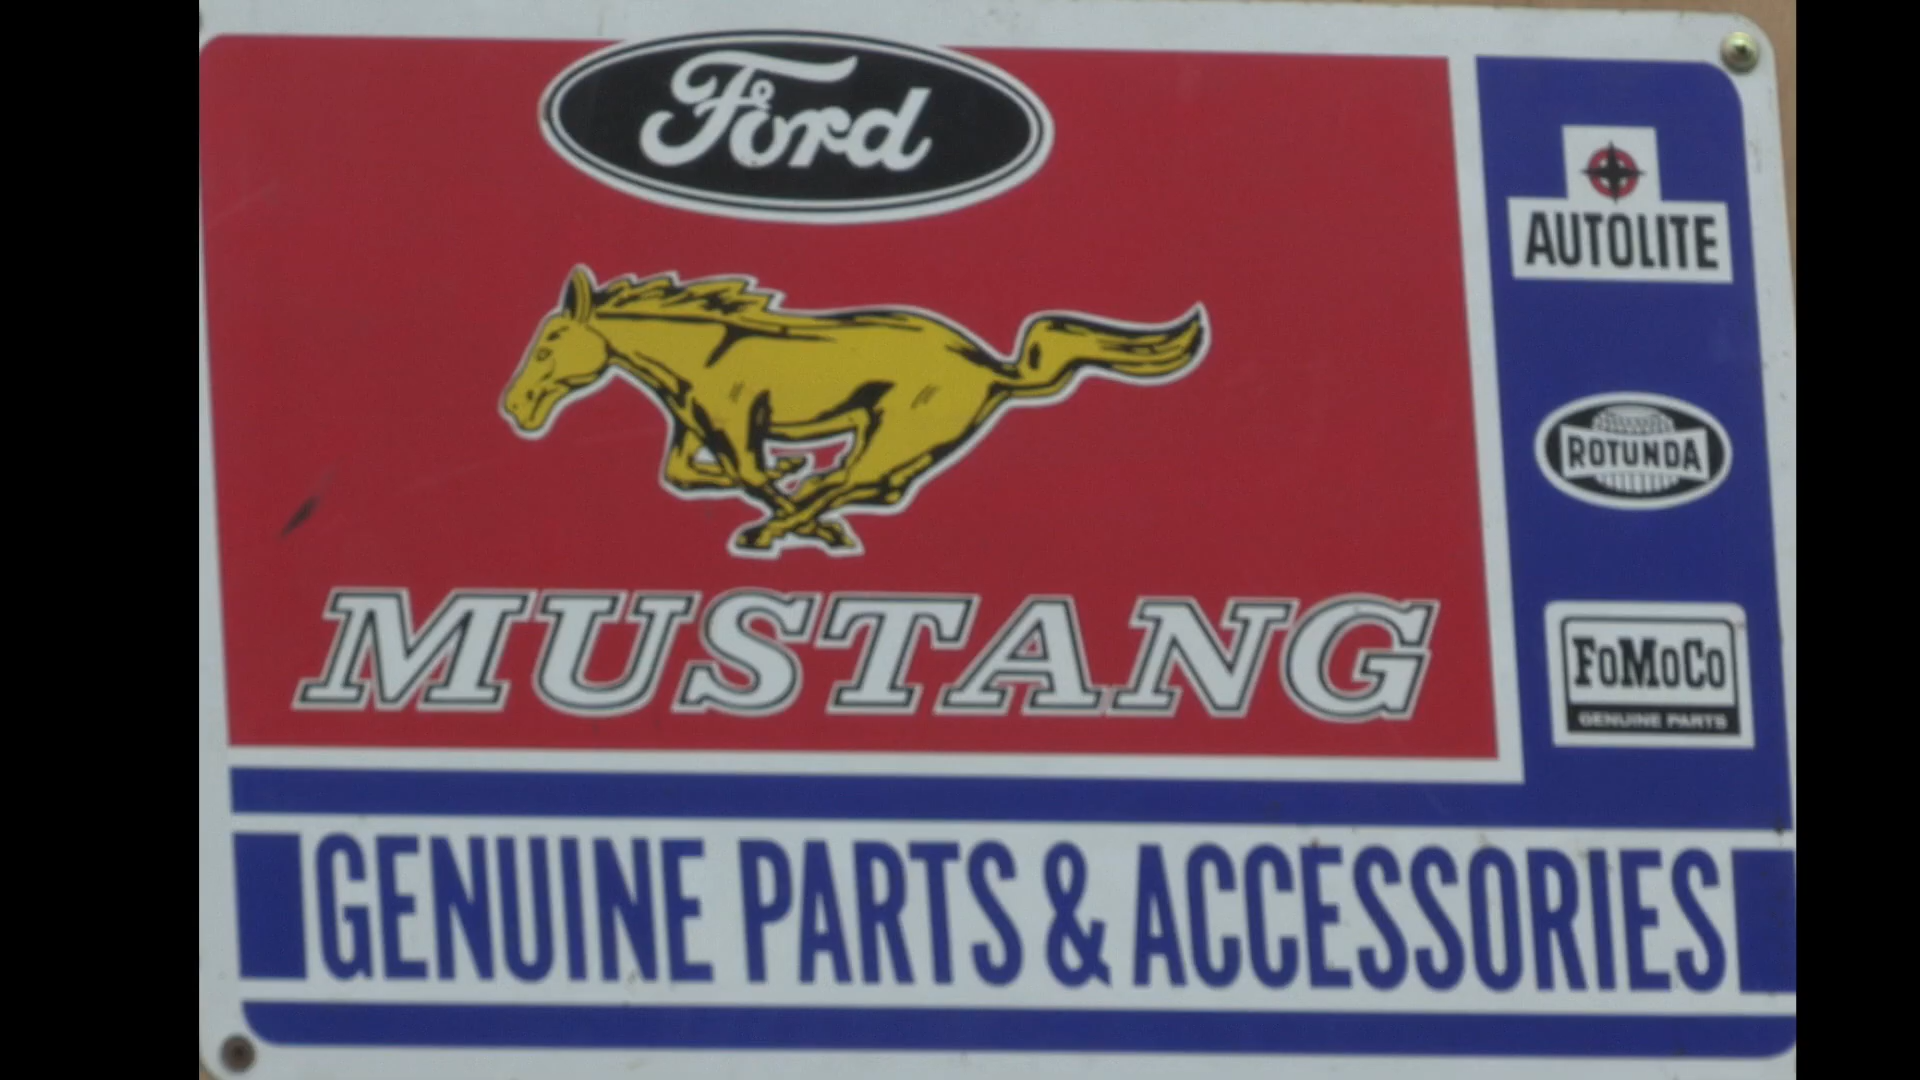 Ford
MUSTANG
AUTOLITE
ROTUNDA
FoMoCo
GENUINE PARTS
GENUINE PARTS & ACCESSORIES